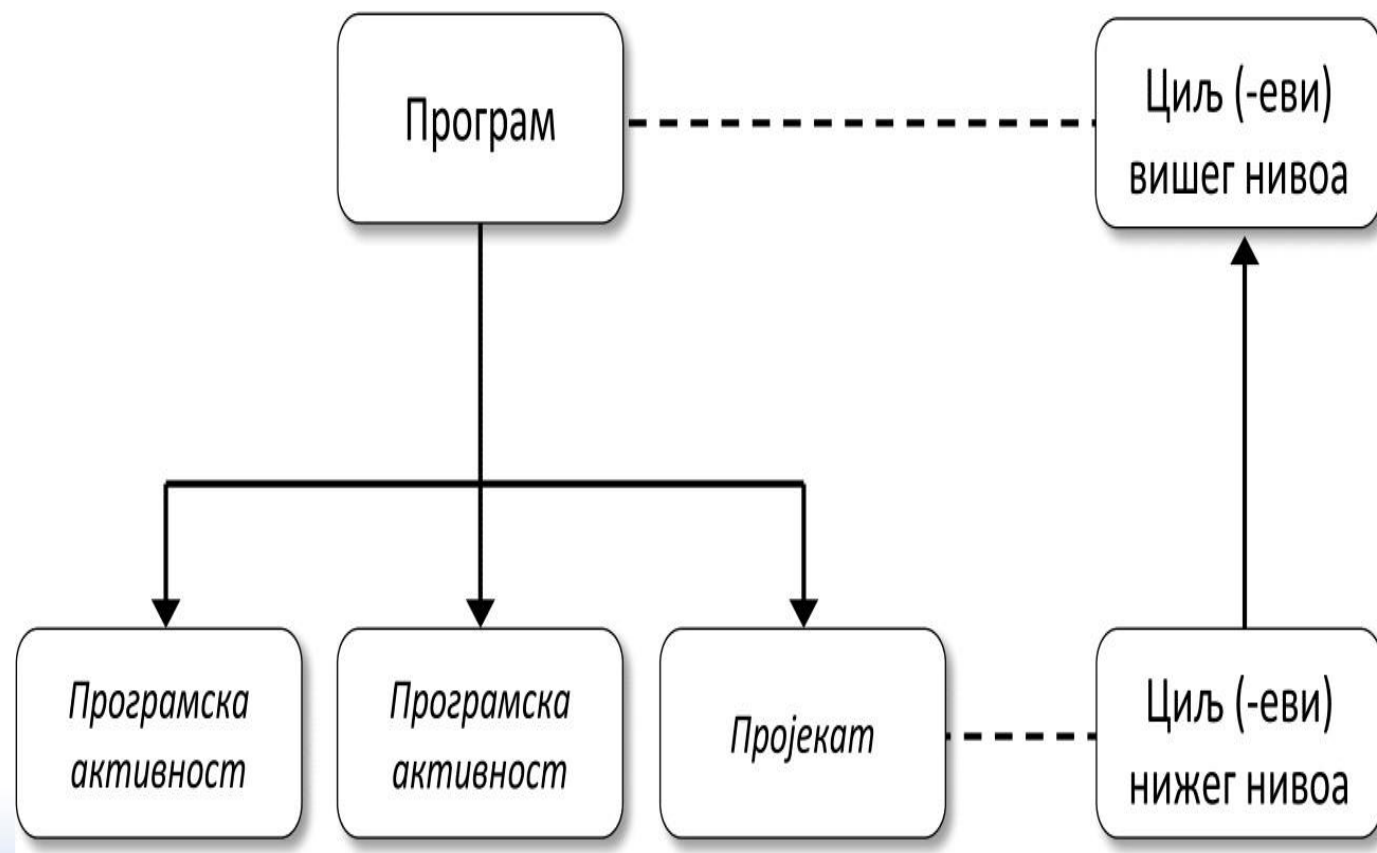 Програм
Циљ (-еви)
вишег нивоа
Програмска
активност
Програмска
активност
Пројекат
Циљ (-еви)
нижег нивоа